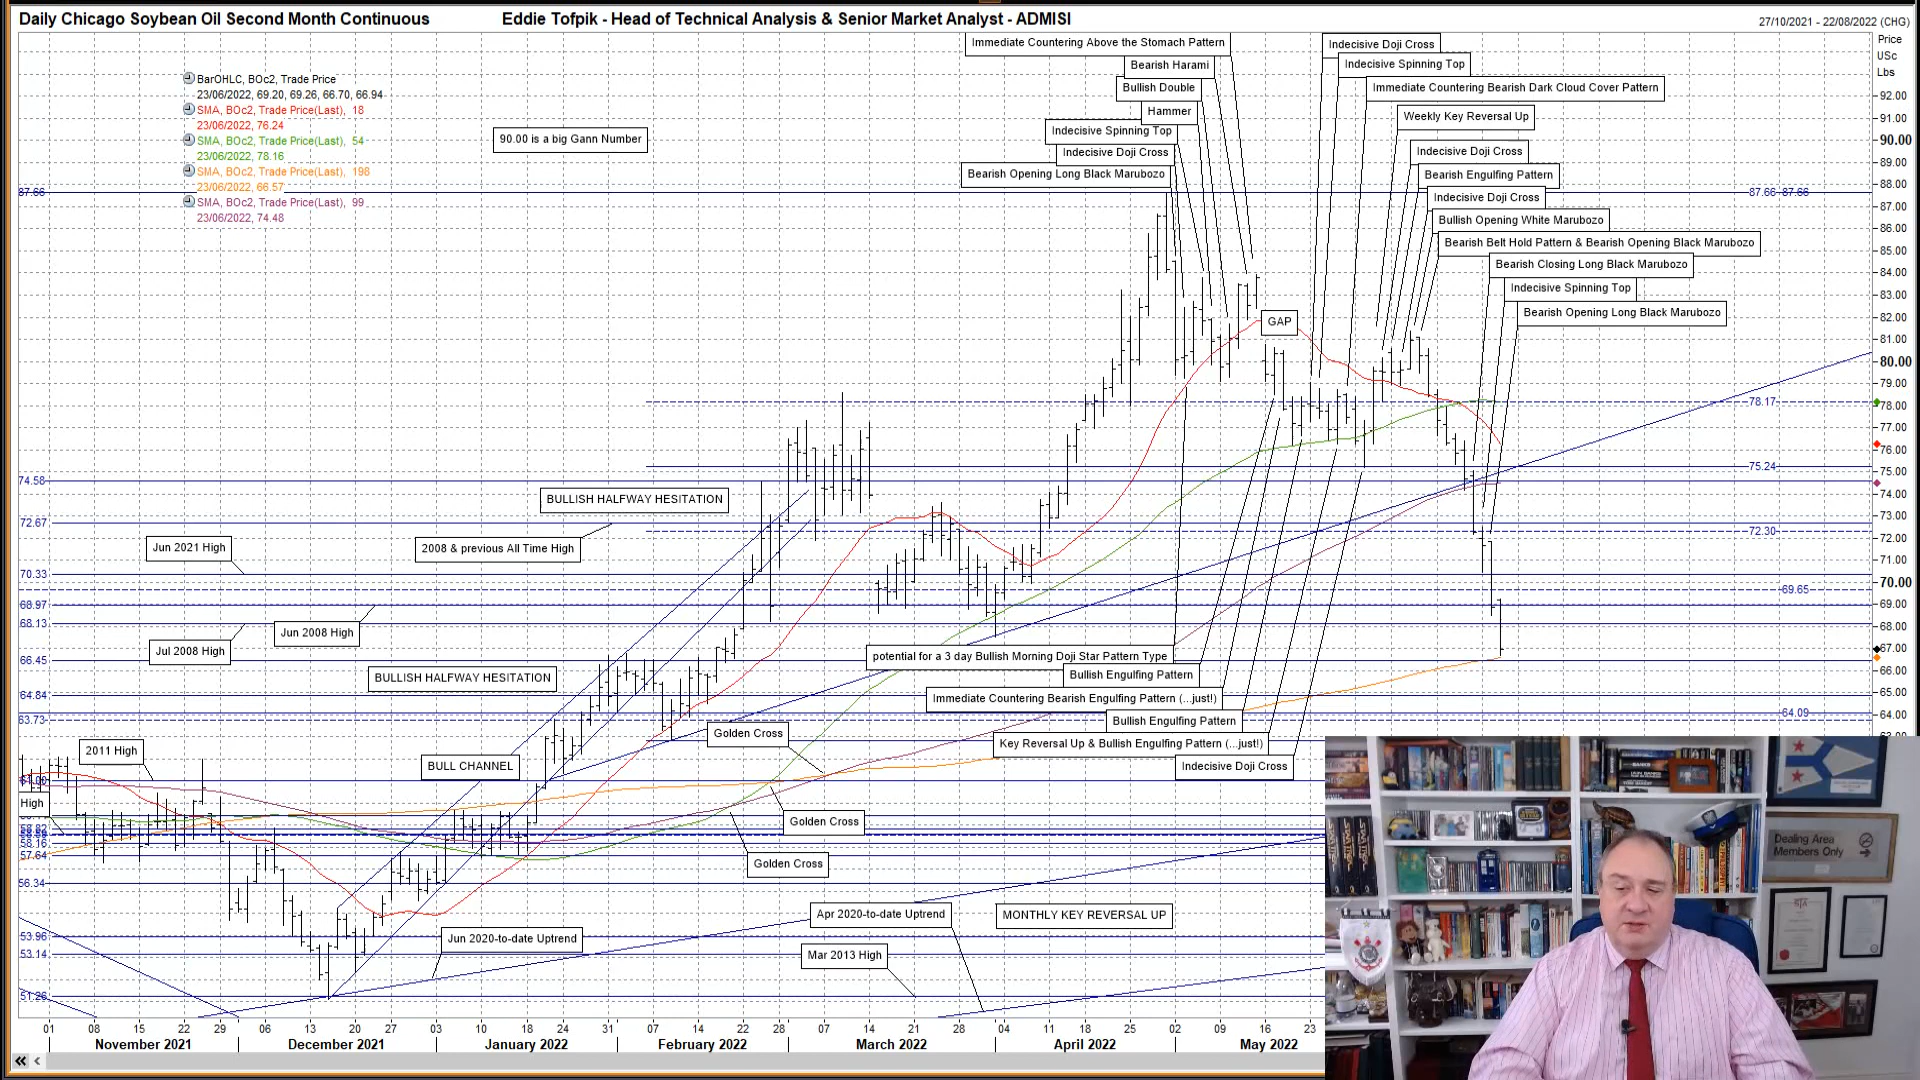 Daily Chicago Soybean Oil Second Month Continuous
Eddie Tofpik - Head of Technical Analysis & Senior Market Analyst - ADMISI
27/10/2021 - 22/08/2022 (CHG)
Price
USc
Lbs
BarOHLC, BOc2, Trade Price
23/06/2022, 69.20, 69.26, 66.70, 66.94
SMA, BOc2, Trade Price(Last), 18
23/06/2022, 76.24
SMA, BOc2, Trade Price(Last), 54
23/06/2022, 78.16
SMA, BOc2, Trade Price(Last), 198
23/06/2022, 66.57
SMA, BOc2, Trade Price(Last), 99
23/06/2022, 74.48
90.00 is a big Gann Number
Immediate Countering Above the Stomach Pattern
Bearish Harami
Bullish Double
Hammer
Indecisive Spinning Top
Indecisive Doji Cross
Bearish Opening Long Black Marubozo
Indecisive Doji Cross
Indecisive Spinning Top
Immediate Countering Bearish Dark Cloud Cover Pattern
Weekly Key Reversal Up
Indecisive Doji Cross
Bearish Engulfing Pattern
Indecisive Doji Cross
Bullish Opening White Marubozo
Bearish Belt Hold Pattern & Bearish Opening Black Marubozo
Bearish Closing Long Black Marubozo
Indecisive Spinning Top
Bearish Opening Long Black Marubozo
GAP
87.66
87.66 87.66
78.17
75.24
72.30
69.65
64.09
92.00
91.00
90.00
89.00
88.00
87.00
86.00
85.00
84.00
83.00
82.00
81.00
80.00
79.00
78.00
77.00
76.00
75.00
74.00
73.00
72.00
71.00
70.00
69.00
68.00
67.00
66.00
65.00
64.00
74.58
72.67
70.33
68.97
68.13
66.45
64.84
63.73
61.00
58.16
57.64
56.34
53.96
53.14
51.26
BULLISH HALFWAY HESITATION
2008 & previous All Time High
Jun 2021 High
Jun 2008 High
Jul 2008 High
BULLISH HALFWAY HESITATION
2011 High
High
BULL CHANNEL
Golden Cross
Golden Cross
Golden Cross
potential for a 3 day Bullish Morning Doji Star Pattern Type
Bullish Engulfing Pattern
Immediate Countering Bearish Engulfing Pattern (...just!)
Bullish Engulfing Pattern
Key Reversal Up & Bullish Engulfing Pattern (...just!)
Indecisive Doji Cross
Apr 2020-to-date Uptrend
MONTHLY KEY REVERSAL UP
Jun 2020-to-date Uptrend
Mar 2013 High
01 08 15 22 29 06 13 20 27 03 10 18 24 31 07 14 22 28 07 14 21 28 04 11 18 25 02 09 16 23
November 2021 December 2021 January 2022 February 2022 March 2022 April 2022 May 2022
Dealing Area
Members Only